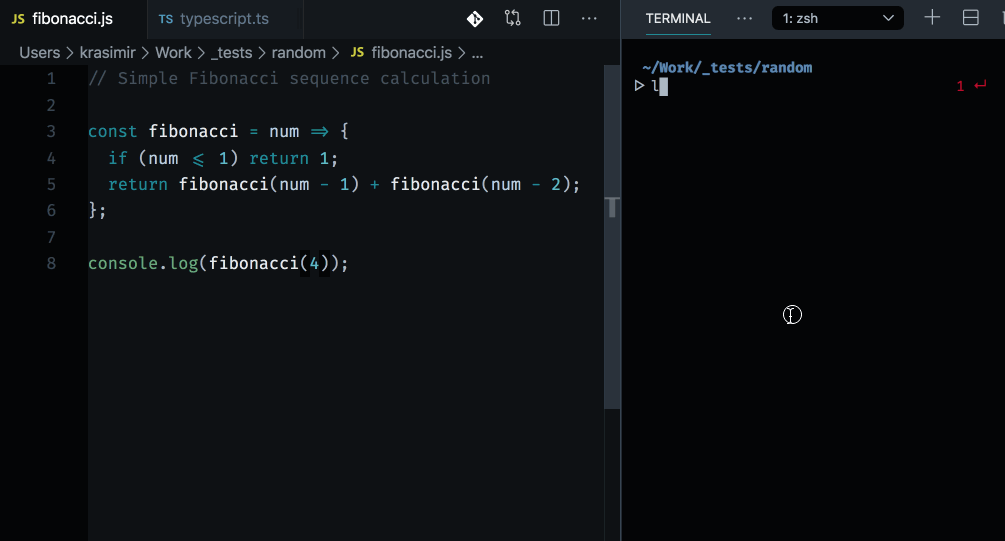 JS fibonacci.js TS typescript.ts
Users > krasimir > Work > _tests > random > JS fibonacci.js > ...
1 // Simple Fibonacci sequence calculation
2
3 const fibonacci = num => {
4 if (num <= 1) return 1;
5 return fibonacci(num - 1) + fibonacci(num - 2);
6 };
7
8 console.log(fibonacci(4));
TERMINAL ... 1: zsh
~/Work/_tests/random
▷ l 1 ↵